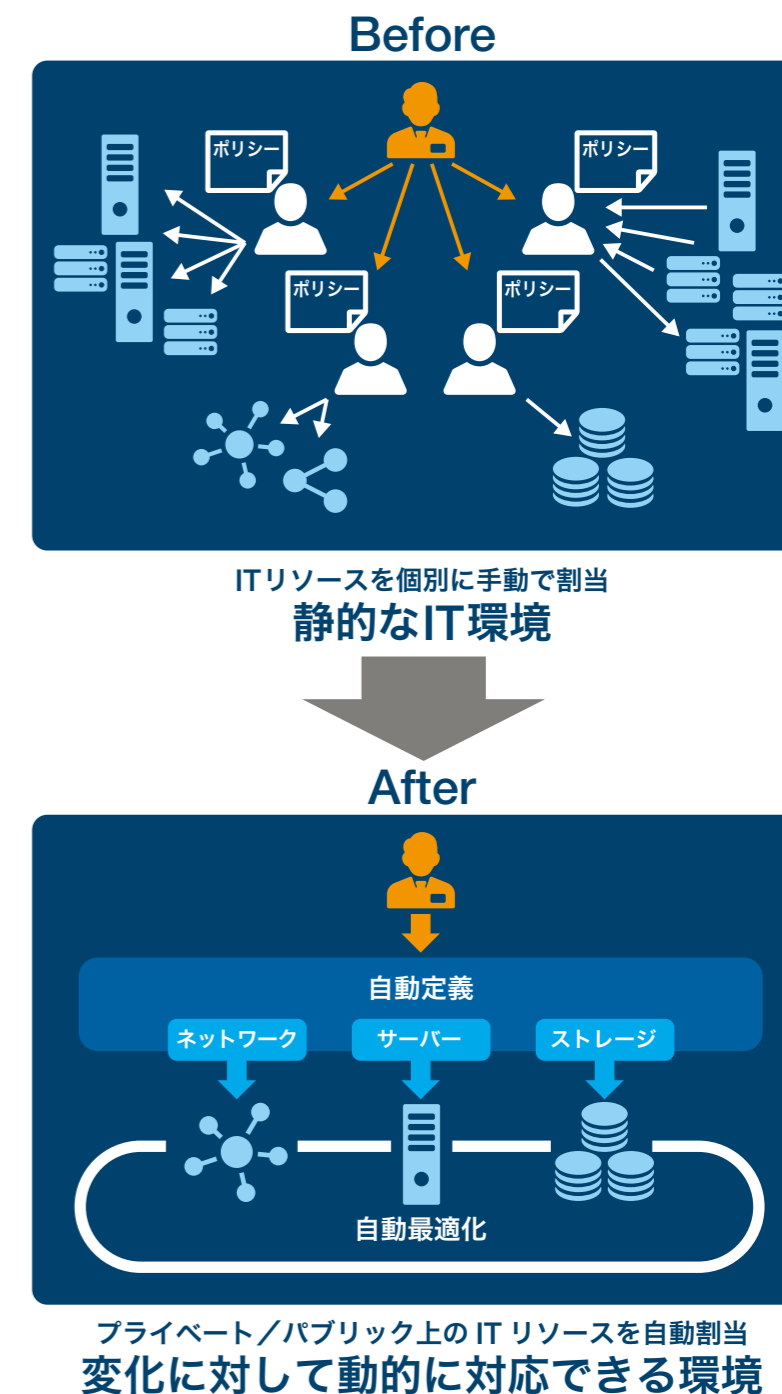 Before
ポリシー
ポリシー
ポリシー
ポリシー
ITリソースを個別に手動で割当
静的なIT環境
After
自動定義
ネットワーク
サーバー
ストレージ
自動最適化
プライベート／パブリック上の IT リソースを自動割当
変化に対して動的に対応できる環境